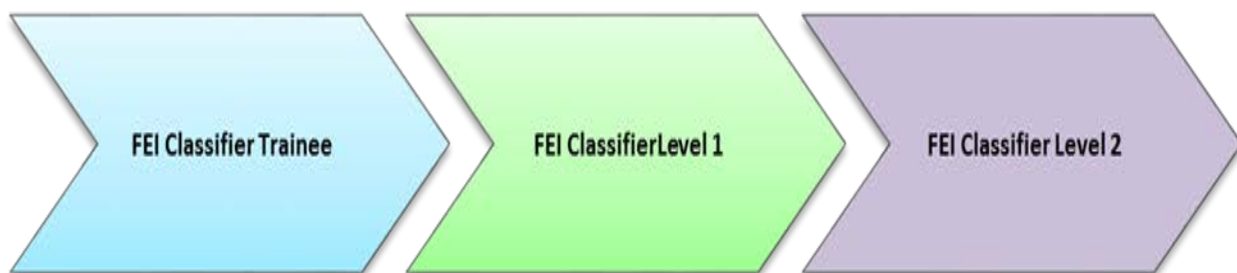 FEI Classifier Trainee
FEI ClassifierLevel 1
FEI Classifier Level 2